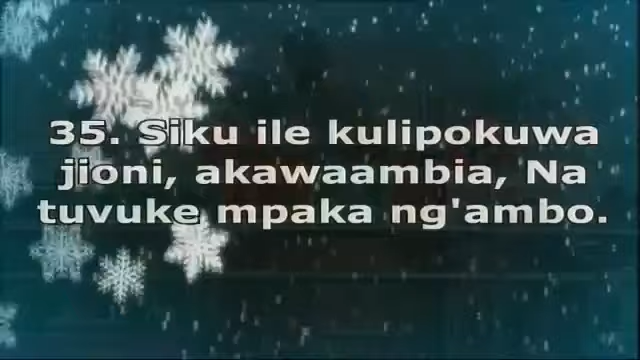 35. Siku ile kulipokuwa
jioni, akawaambia, Na
tuvuke mpaka ng'ambo.